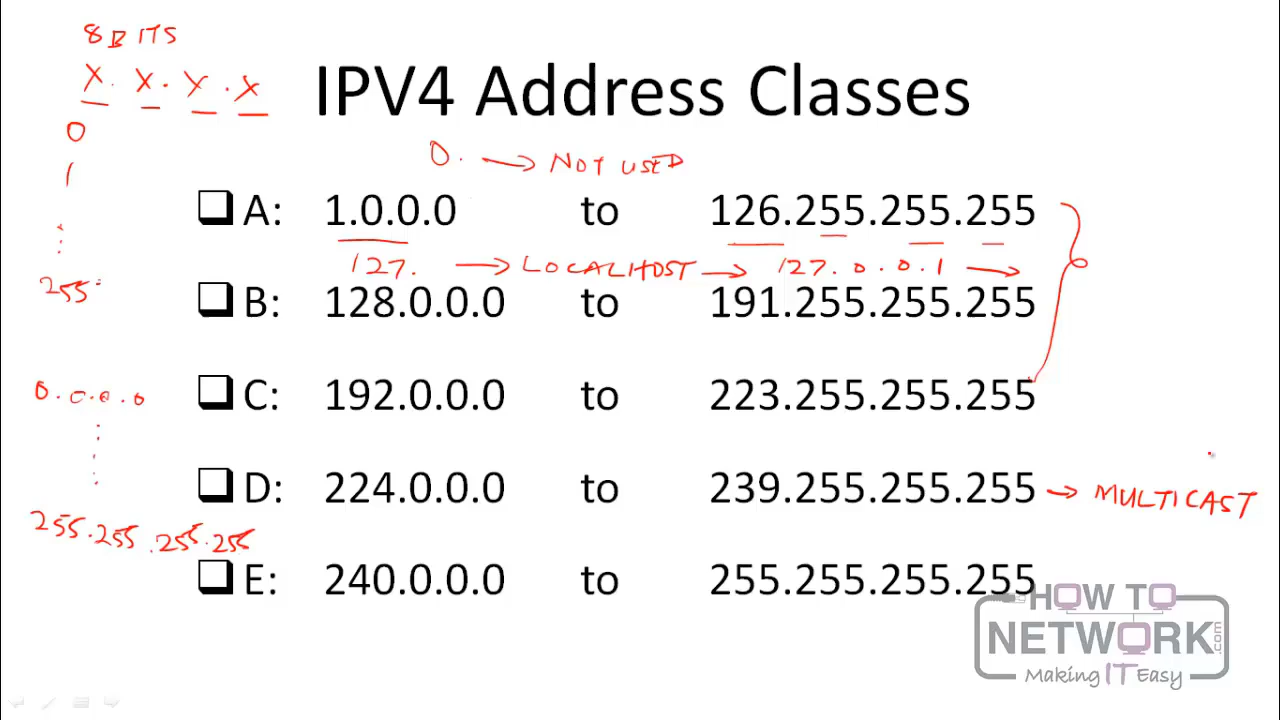 8 BITS
X. X. X. X
IPV4 Address Classes
0
1
0. → NOT USED
A: 1.0.0.0 to 126.255.255.255
127. → LOCALHOST → 127.0.0.1 →
255
B: 128.0.0.0 to 191.255.255.255
0.0.0.0
C: 192.0.0.0 to 223.255.255.255
D: 224.0.0.0 to 239.255.255.255 → MULTICAST
255.255.255.255
E: 240.0.0.0 to 255.255.255.255
HOW TO
NETWORK.com
Making IT Easy